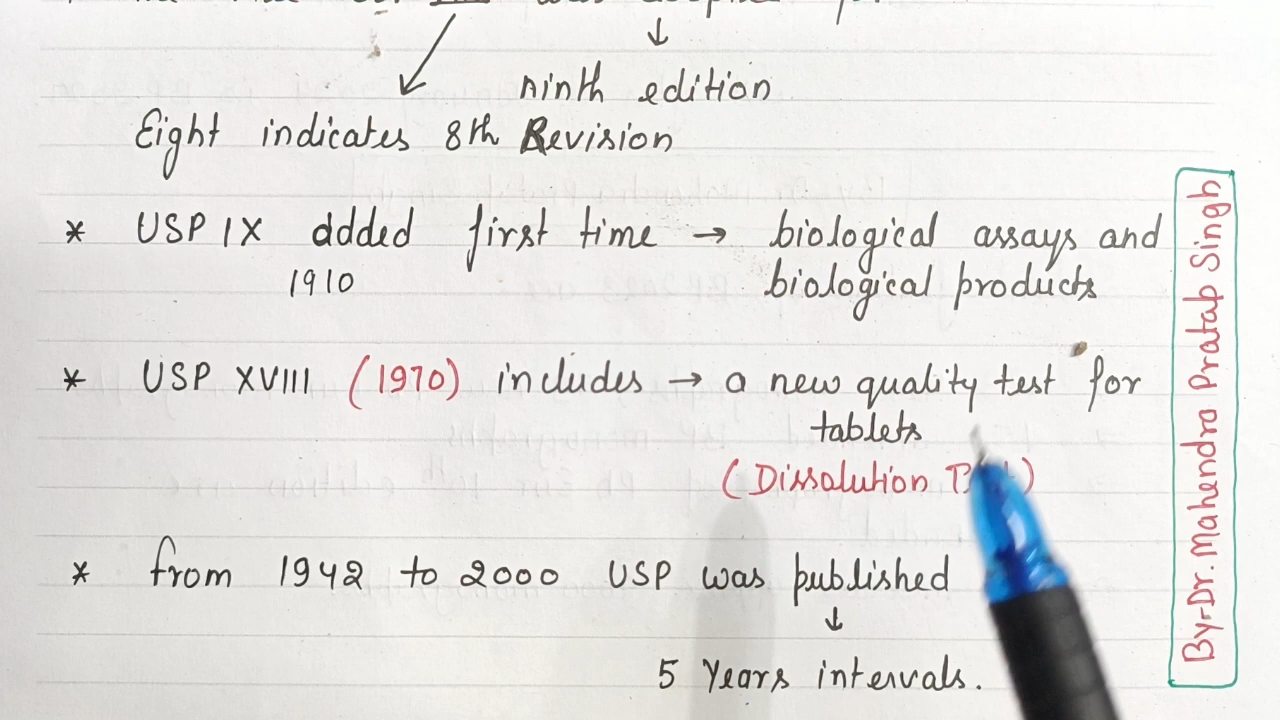 was
Ninth edition
Eight indicates 8th Revision
* USP IX added first time → biological assays and
1910 biological products
* USP XVIII (1970) includes → a new quality test for
tablets
(Dissolution
* from 1942 to 2000 USP was published
↓
5 Years intervals.
By-Dr. Mahendra Pratap Singh